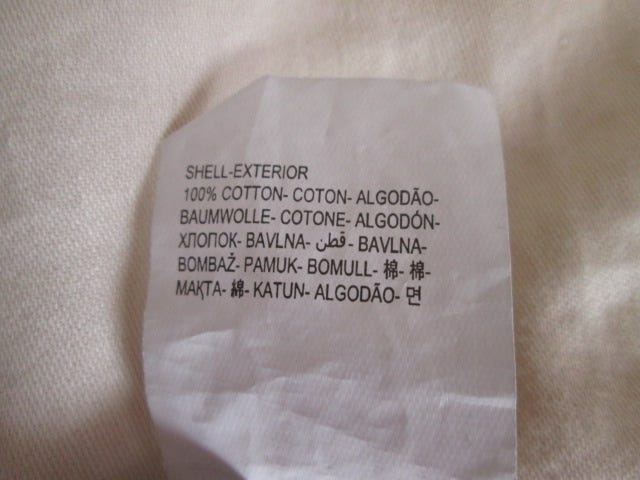 SHELL-EXTERIOR
100% COTTON- COTON- ALGODÃO-
BAUMWOLLE- COTONE- ALGODÓN-
ХЛОПОК- BAVLNA- قطن - BAVLNA-
BOMBAŽ- PAMUK- BOMULL- 棉- 棉-
МАҚТА- 綿- KATUN- ALGODÃO- 면